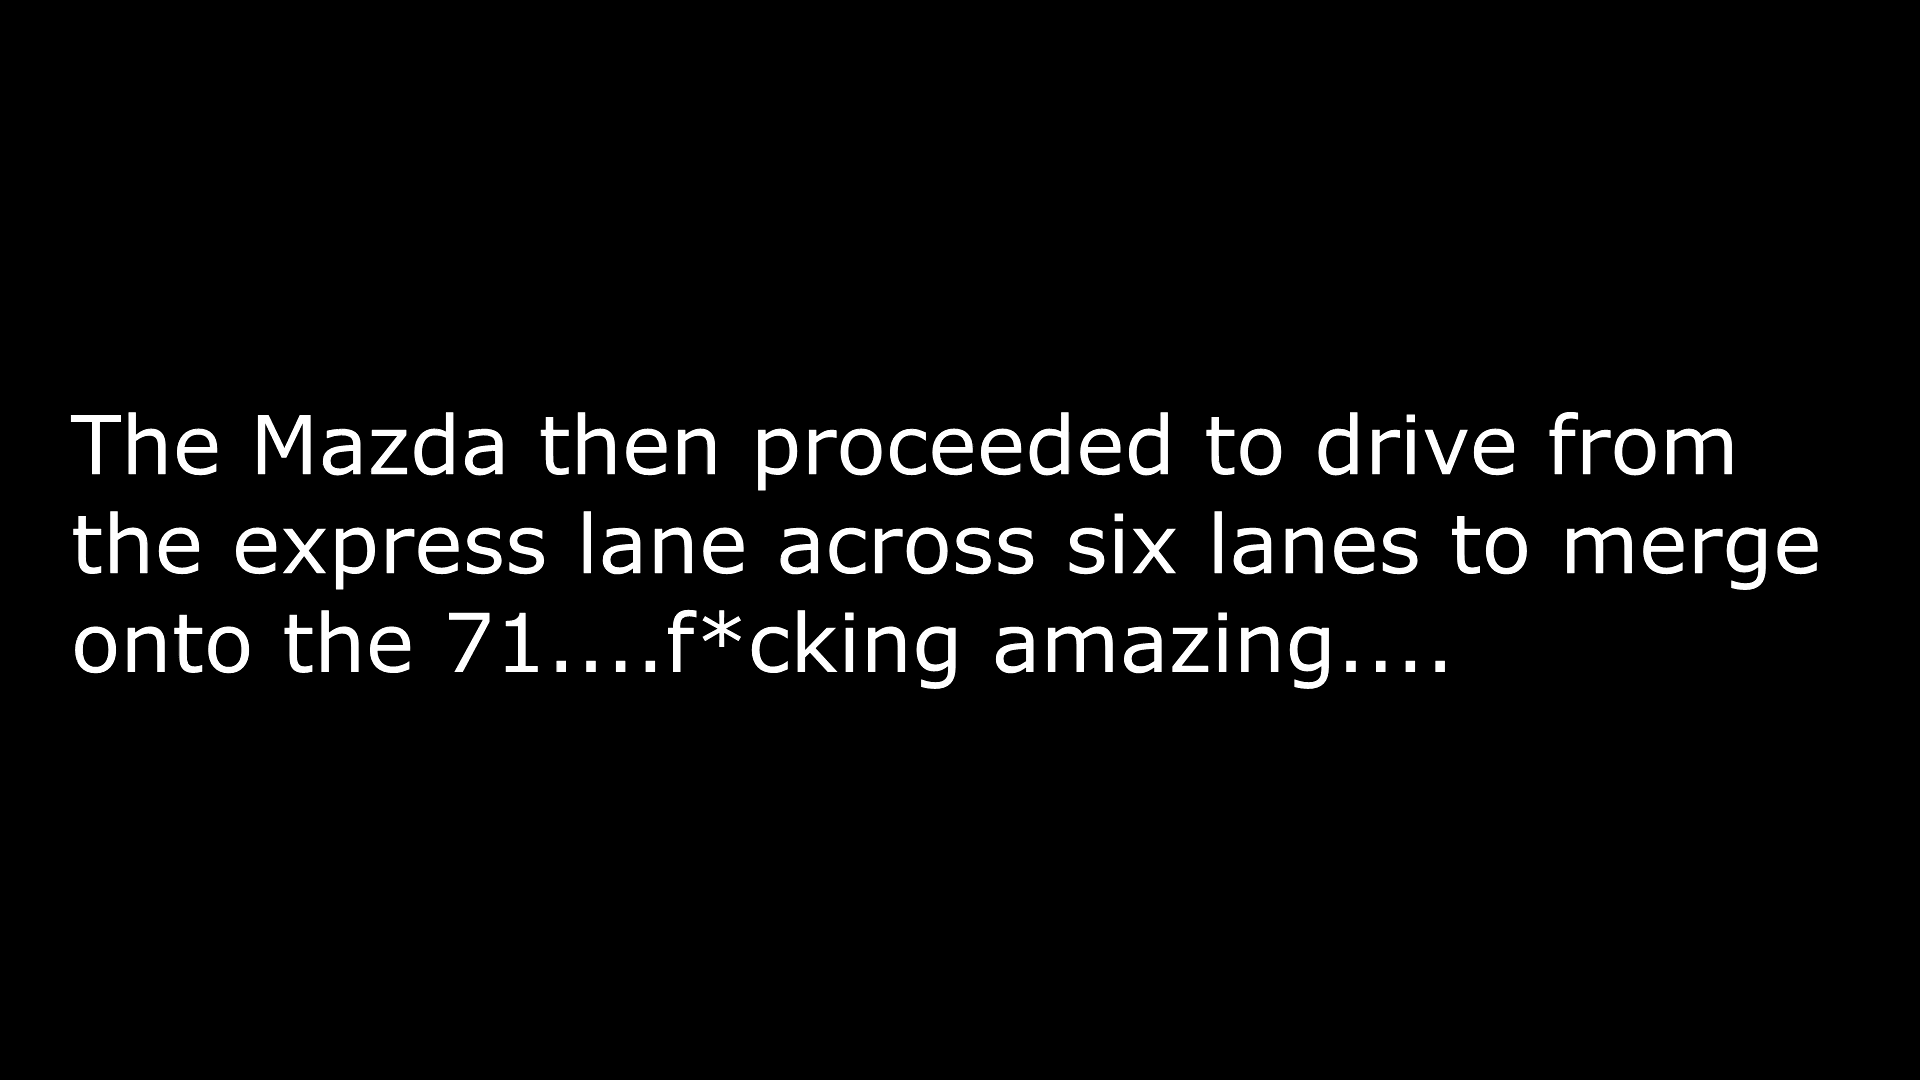 The Mazda then proceeded to drive from
the express lane across six lanes to merge
onto the 71....f*cking amazing....